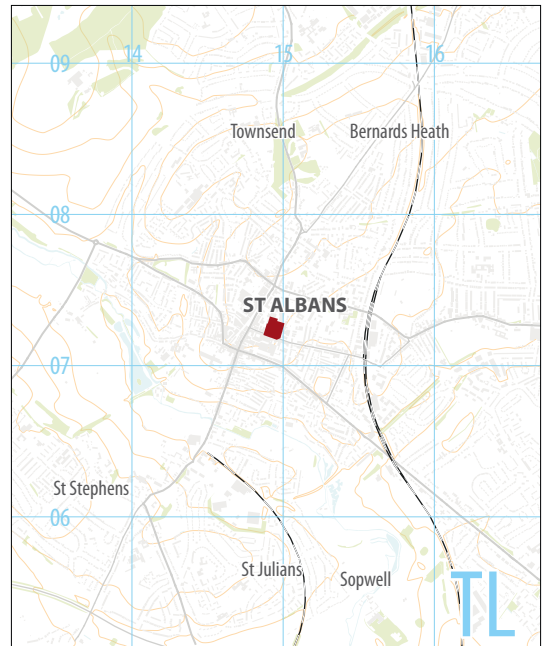 14 15 16
09
Townsend Bernards Heath
08
ST ALBANS
07
St Stephens
06
St Julians Sopwell
TL